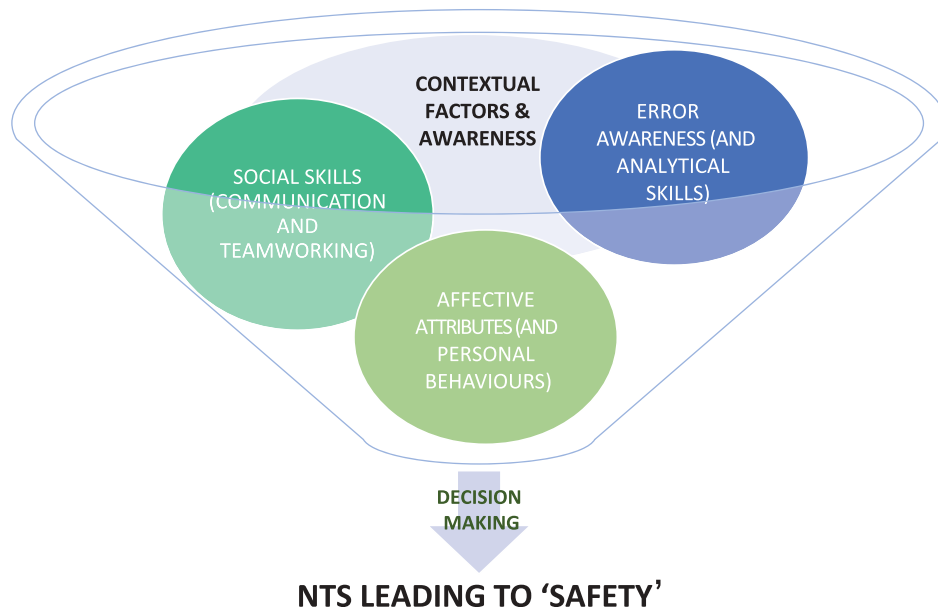 CONTEXTUAL
FACTORS &
AWARENESS
ERROR
AWARENESS (AND
ANALYTICAL
SKILLS)
SOCIAL SKILLS
(COMMUNICATION
AND
TEAMWORKING)
AFFECTIVE
ATTRIBUTES (AND
PERSONAL
BEHAVIOURS)
DECISION
MAKING
NTS LEADING TO ‘SAFETY’